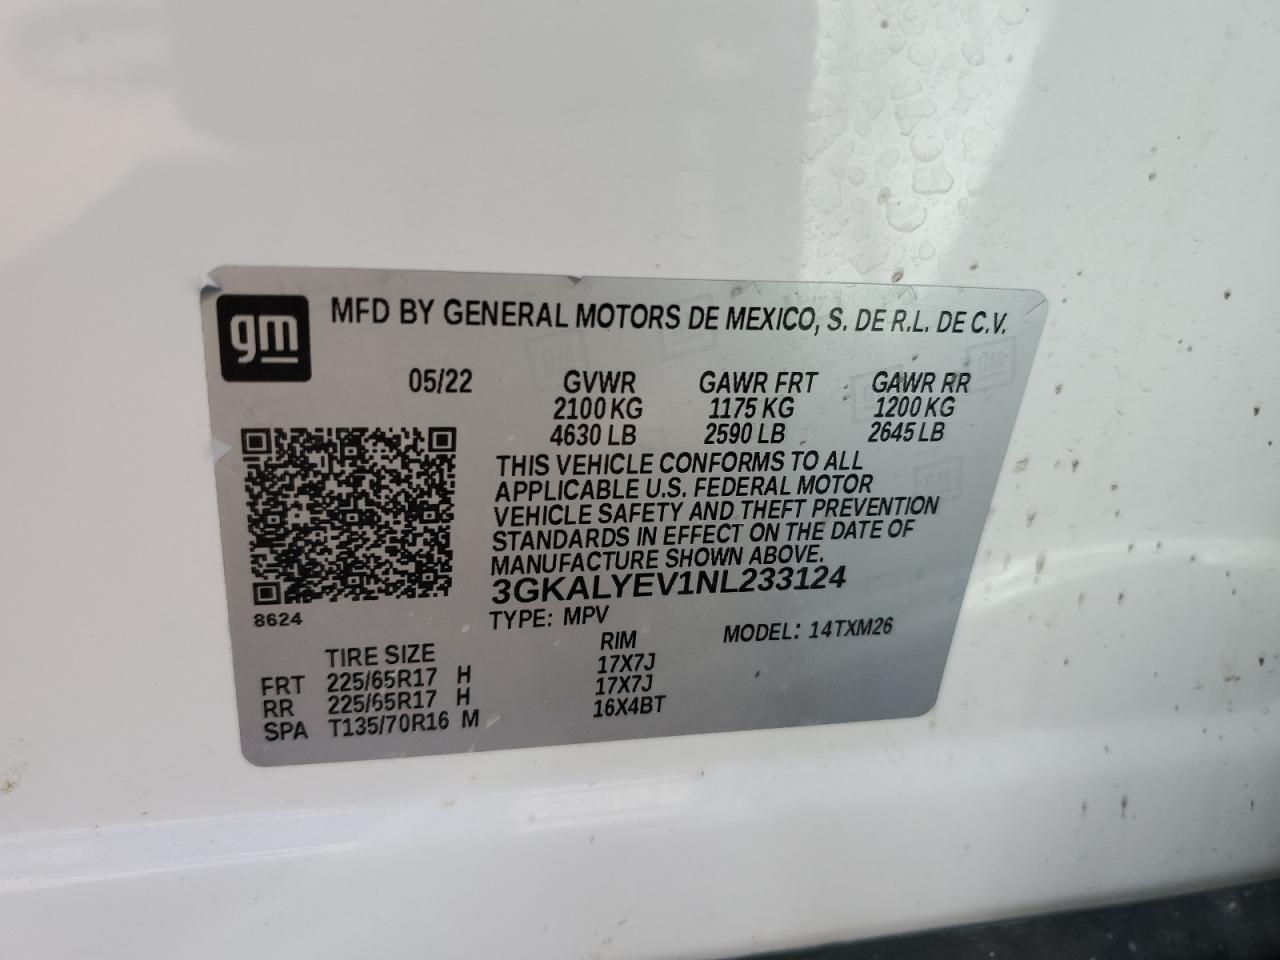 gm
MFD BY GENERAL MOTORS DE MEXICO, S. DE R.L. DE C.V.
05/22 GVWR GAWR FRT GAWR RR
2100 KG 1175 KG 1200 KG
4630 LB 2590 LB 2645 LB
THIS VEHICLE CONFORMS TO ALL
APPLICABLE U.S. FEDERAL MOTOR
VEHICLE SAFETY AND THEFT PREVENTION
STANDARDS IN EFFECT ON THE DATE OF
MANUFACTURE SHOWN ABOVE.
3GKALYEV1NL233124
8624
TYPE: MPV MODEL: 14TXM26
TIRE SIZE RIM
FRT 225/65R17 H 17X7J
RR 225/65R17 H 17X7J
SPA T135/70R16 M 16X4BT